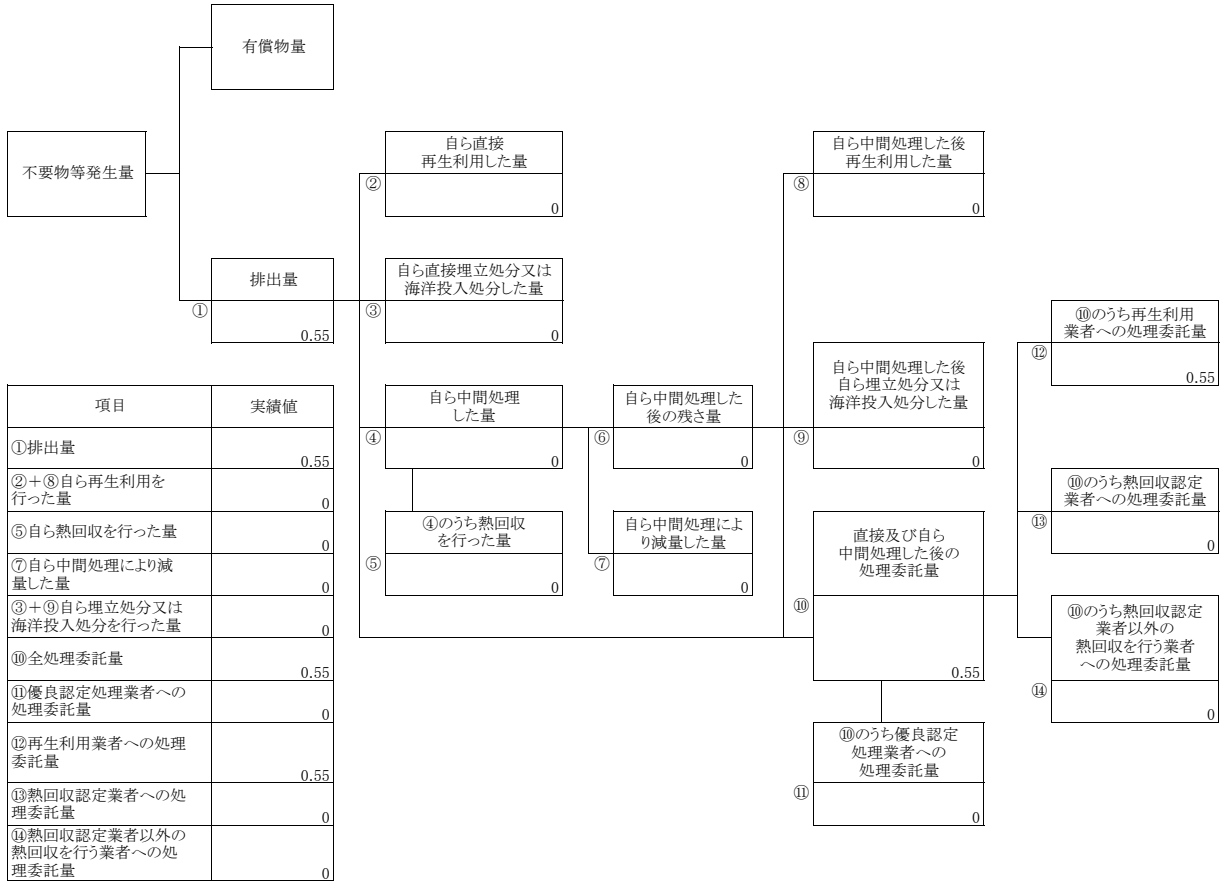 有償物量
不要物等発生量
自ら直接
再生利用した量
②
0
自ら中間処理した後
再生利用した量
⑧
0
排出量
①
0.55
自ら直接埋立処分又は
海洋投入処分した量
③
0
⑩のうち再生利用
業者への処理委託量
⑫
0.55
自ら中間処理した後
自ら埋立処分又は
海洋投入処分した量
⑨
0
自ら中間処理
した量
④
0
自ら中間処理した
後の残さ量
⑥
0
⑩のうち熱回収認定
業者への処理委託量
⑬
0
④のうち熱回収
を行った量
⑤
0
自ら中間処理によ
り減量した量
⑦
0
直接及び自ら
中間処理した後の
処理委託量
⑩
0.55
⑩のうち熱回収認定
業者以外の
熱回収を行う業者
への処理委託量
⑭
0
⑩のうち優良認定
処理業者への
処理委託量
⑪
0
項目 実績値
①排出量
0.55
②＋⑧自ら再生利用を
行った量
0
⑤自ら熱回収を行った量
0
⑦自ら中間処理により減
量した量
0
③＋⑨自ら埋立処分又は
海洋投入処分を行った量
0
⑩全処理委託量
0.55
⑪優良認定処理業者への
処理委託量
0
⑫再生利用業者への処理
委託量
0.55
⑬熱回収認定業者への処
理委託量
0
⑭熱回収認定業者以外の
熱回収を行う業者への処
理委託量
0